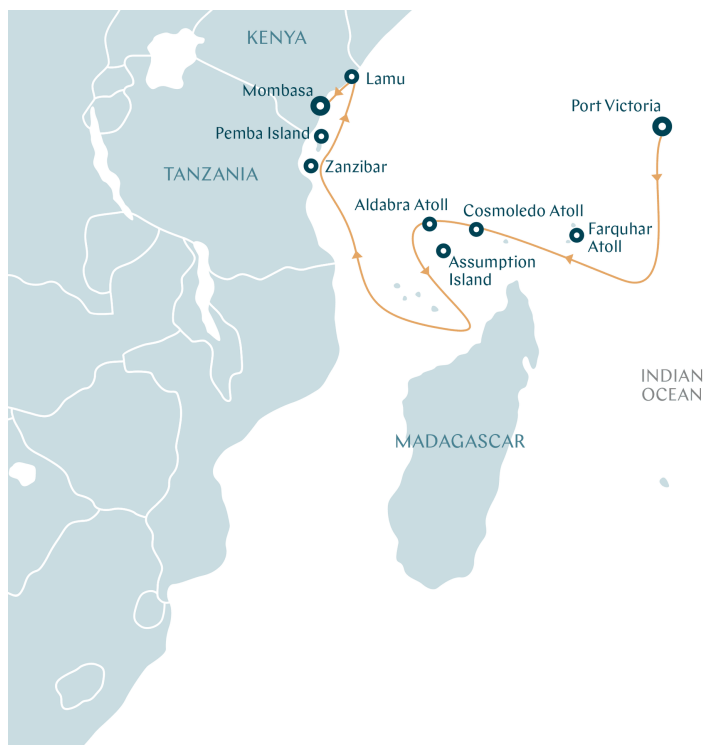 KENYA
Lamu
Mombasa
Port Victoria
Pemba Island
Zanzibar
TANZANIA
Aldabra Atoll
Cosmoledo Atoll
Farquhar
Atoll
Assumption
Island
INDIAN
OCEAN
MADAGASCAR